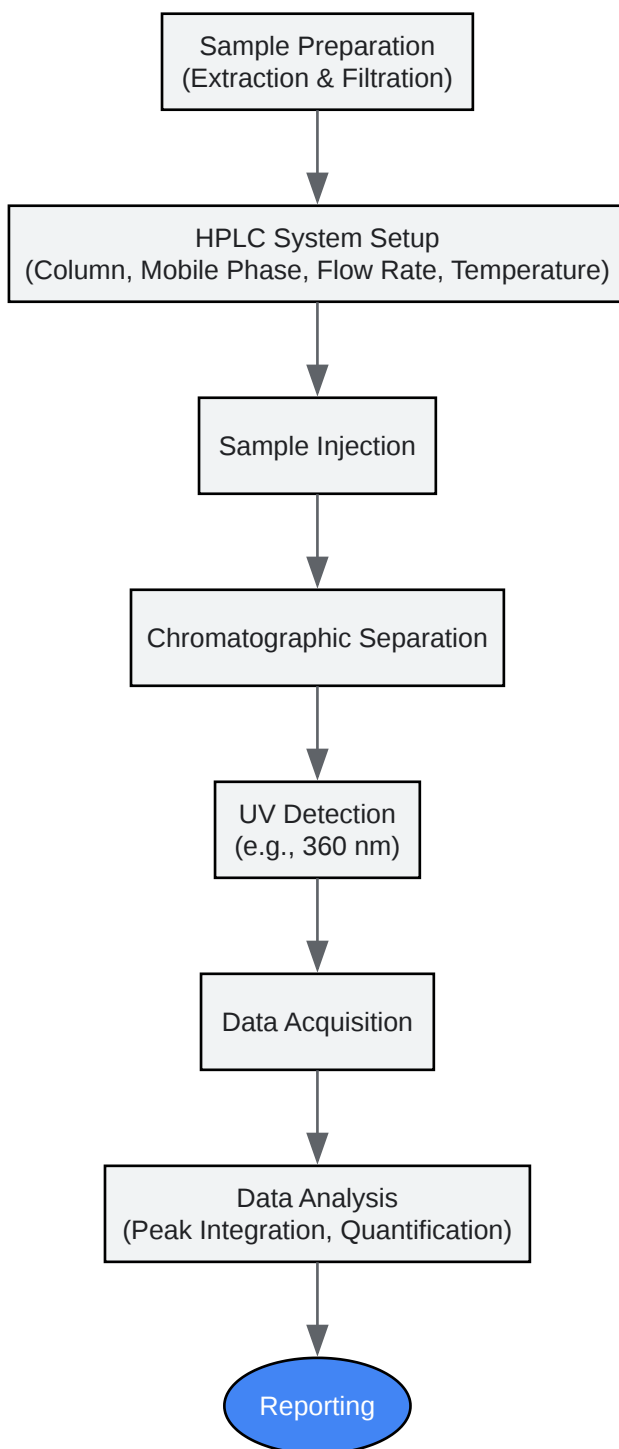 Sample Preparation
(Extraction & Filtration)
HPLC System Setup
(Column, Mobile Phase, Flow Rate, Temperature)
Sample Injection
Chromatographic Separation
UV Detection
(e.g., 360 nm)
Data Acquisition
Data Analysis
(Peak Integration, Quantification)
Reporting